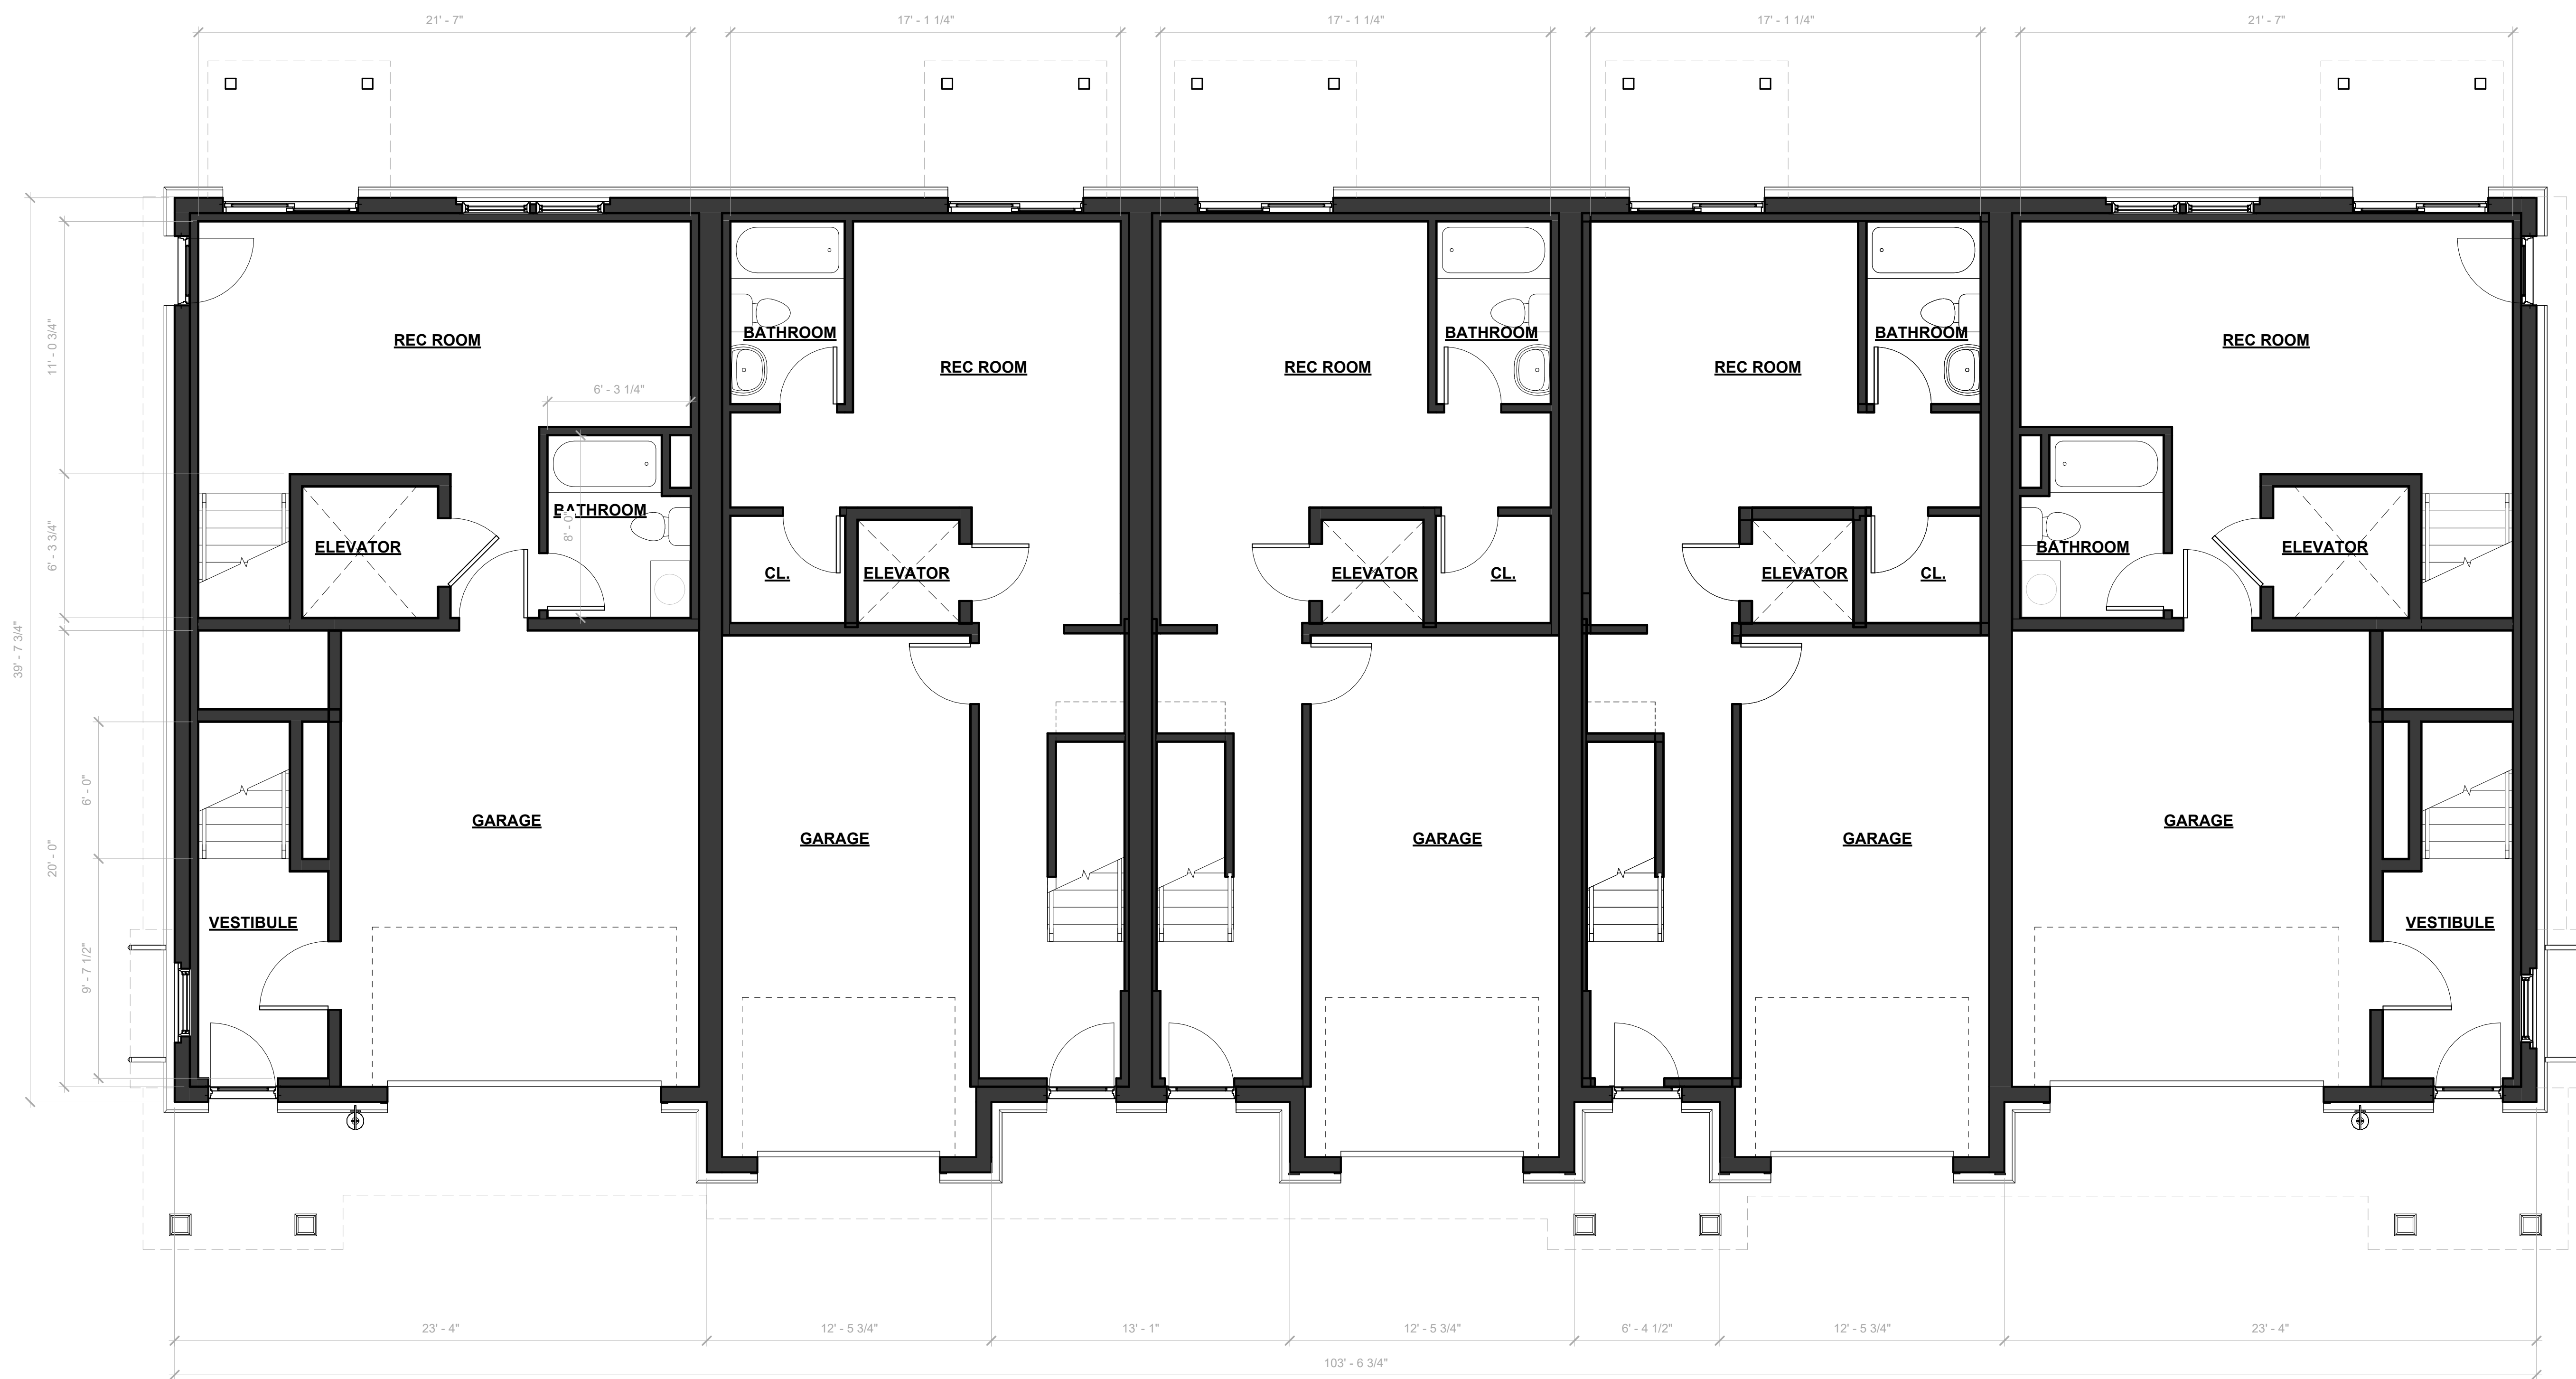 21' - 7"
17' - 1 1/4"
17' - 1 1/4"
17' - 1 1/4"
21' - 7"
REC ROOM
BATHROOM
REC ROOM
REC ROOM
BATHROOM
REC ROOM
BATHROOM
REC ROOM
11' - 0 3/4"
6' - 3 1/4"
BATHROOM
8' - 0"
ELEVATOR
6' - 3 3/4"
CL.
ELEVATOR
ELEVATOR
CL.
ELEVATOR
CL.
BATHROOM
ELEVATOR
39' - 7 3/4"
6' - 0"
20' - 0"
9' - 7 1/2"
GARAGE
GARAGE
GARAGE
GARAGE
GARAGE
VESTIBULE
VESTIBULE
23' - 4"
12' - 5 3/4"
13' - 1"
12' - 5 3/4"
6' - 4 1/2"
12' - 5 3/4"
23' - 4"
103' - 6 3/4"